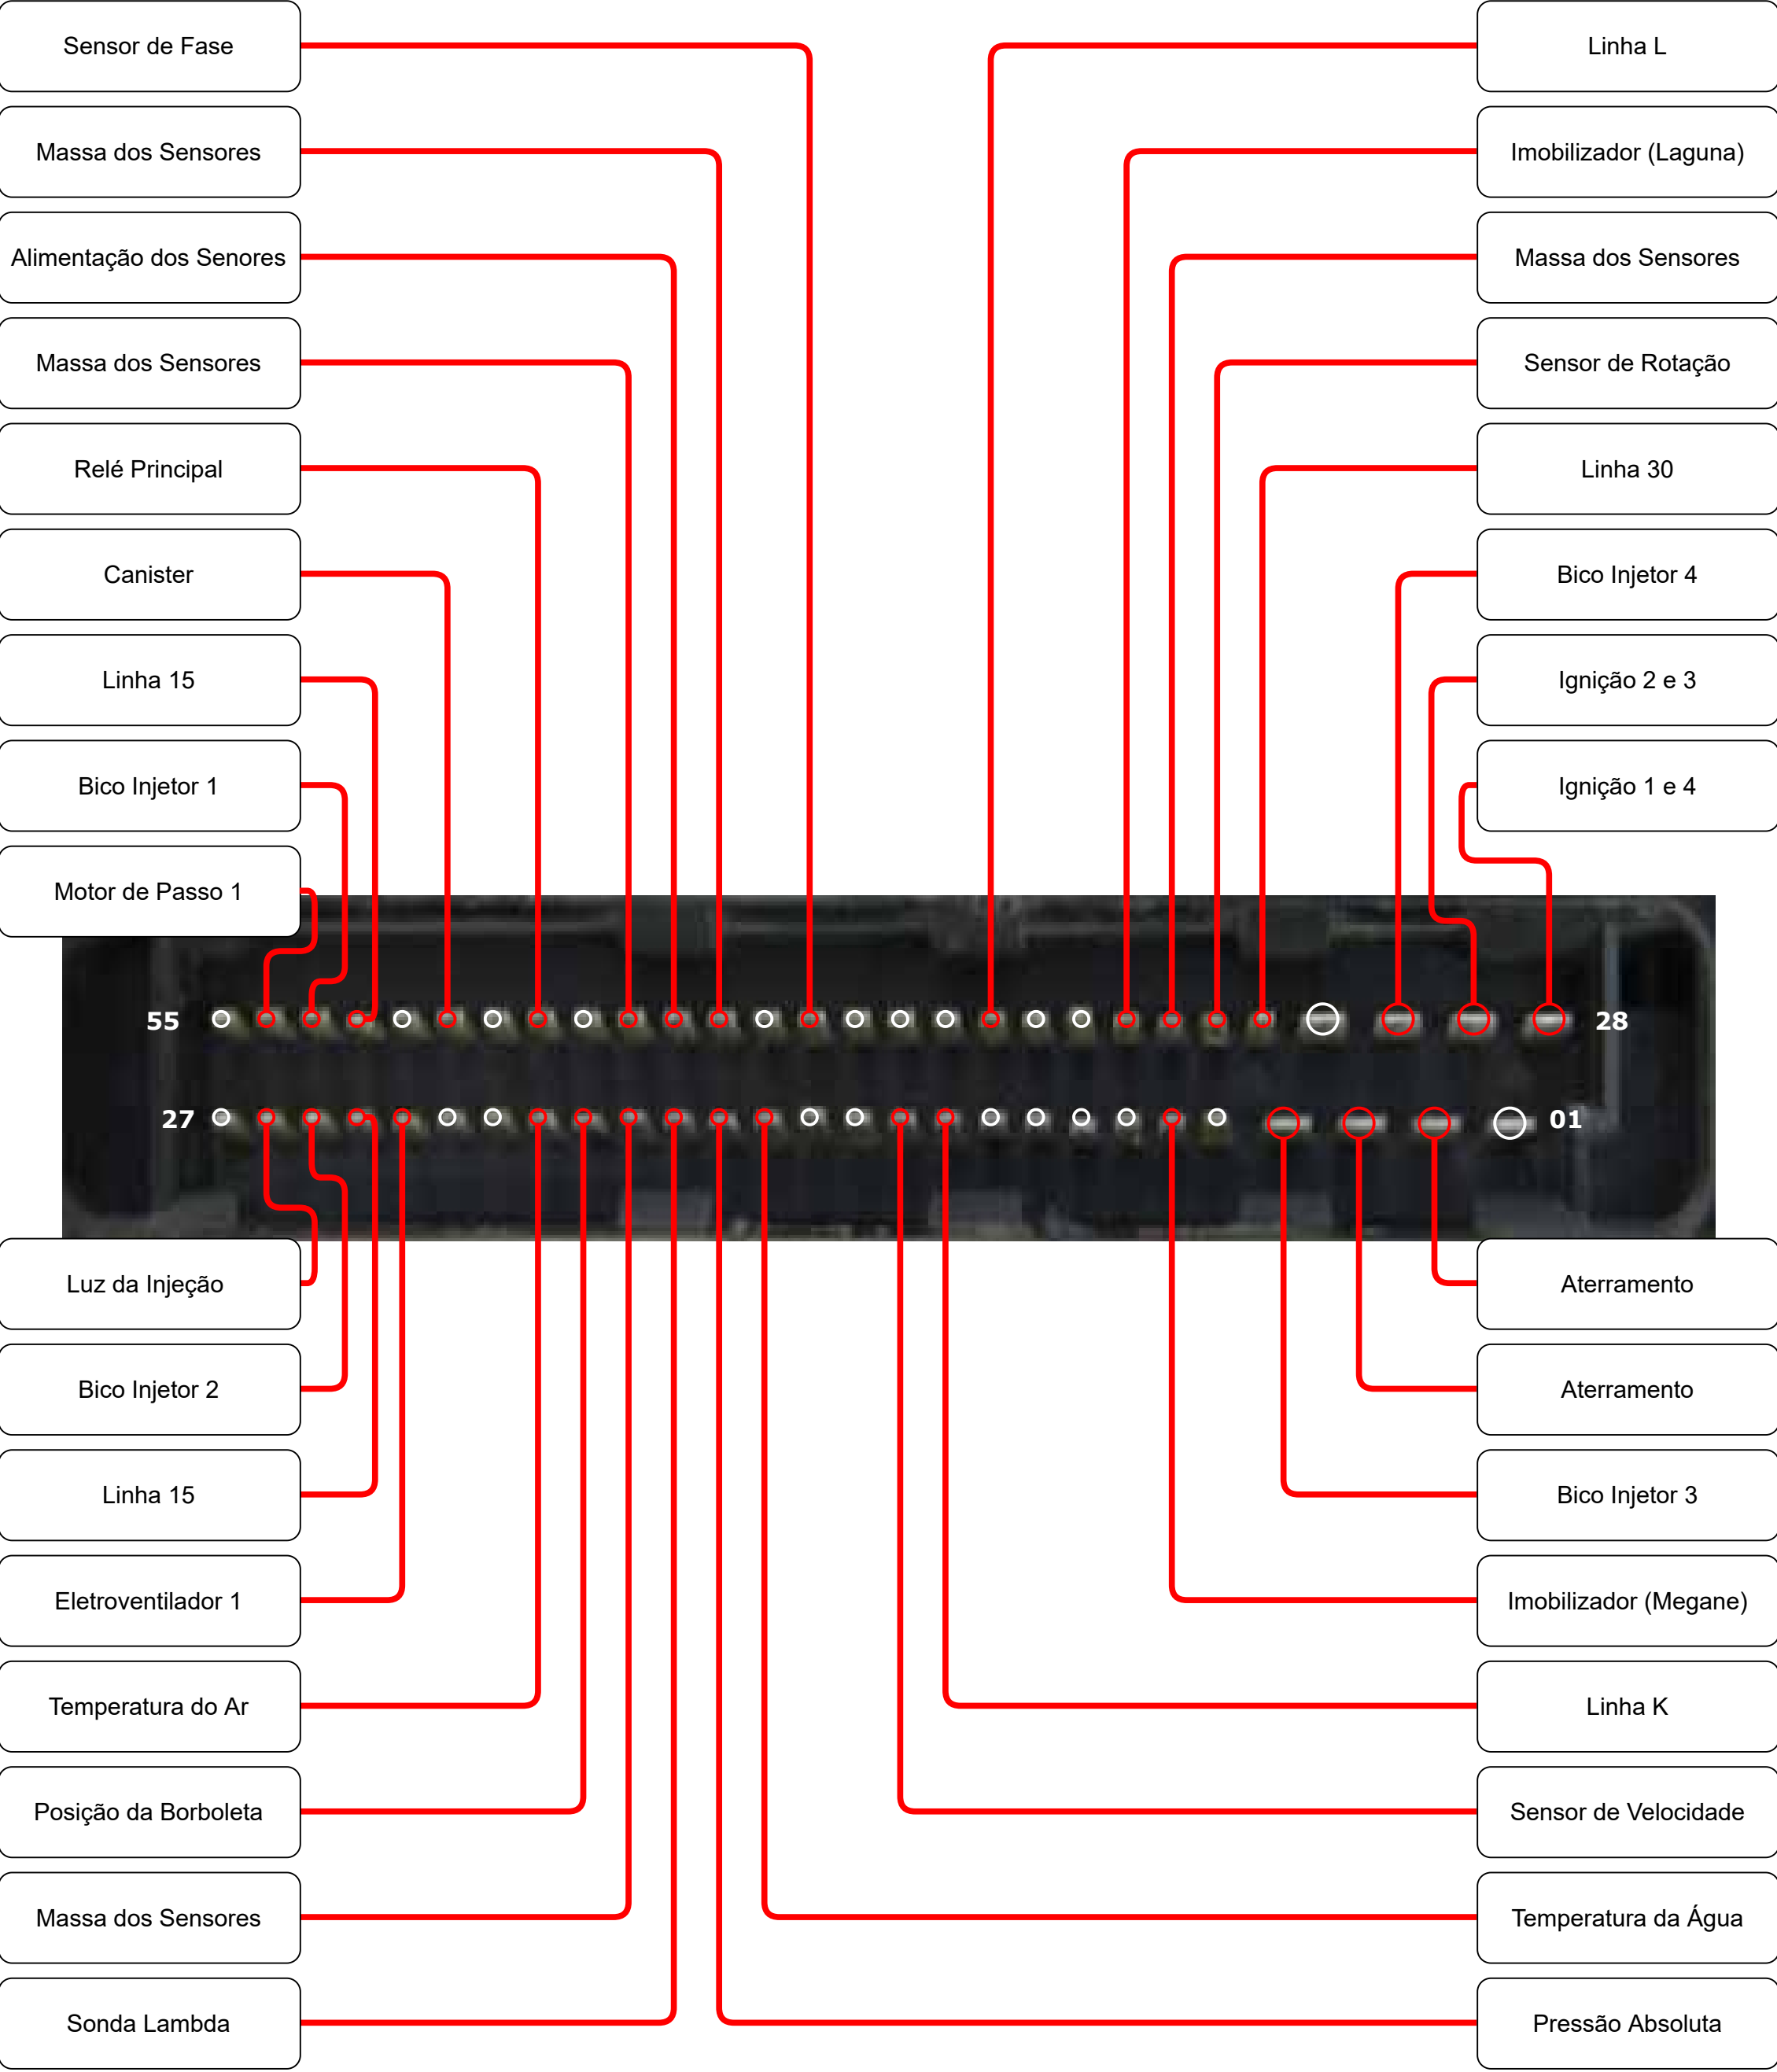 Sensor de Fase
Linha L
Massa dos Sensores
Imobilizador (Laguna)
Alimentação dos Senores
Massa dos Sensores
Massa dos Sensores
Sensor de Rotação
Relé Principal
Linha 30
Canister
Bico Injetor 4
Linha 15
Ignição 2 e 3
Bico Injetor 1
Ignição 1 e 4
Motor de Passo 1
55
28
27
01
Luz da Injeção
Aterramento
Bico Injetor 2
Aterramento
Linha 15
Bico Injetor 3
Eletroventilador 1
Imobilizador (Megane)
Temperatura do Ar
Linha K
Posição da Borboleta
Sensor de Velocidade
Massa dos Sensores
Temperatura da Água
Sonda Lambda
Pressão Absoluta